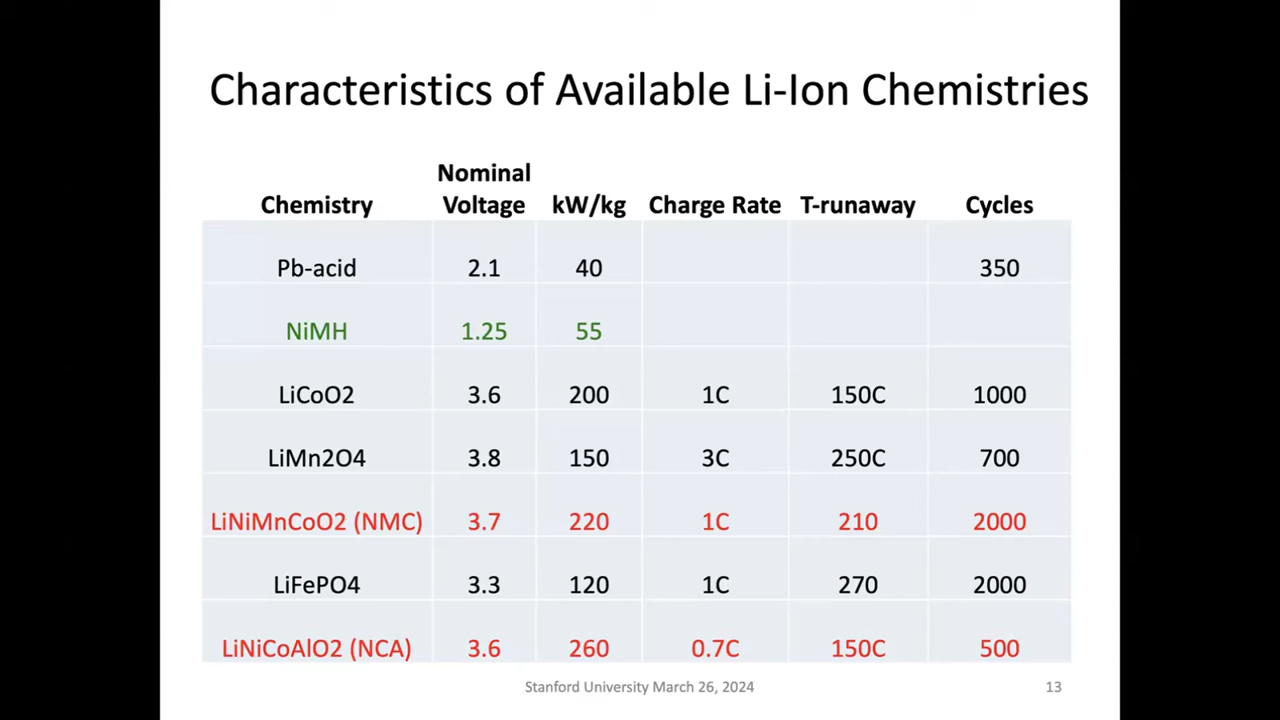 Characteristics of Available Li-Ion Chemistries
Chemistry Nominal Voltage kW/kg Charge Rate T-runaway Cycles
Pb-acid 2.1 40 350
NiMH 1.25 55
LiCoO2 3.6 200 1C 150C 1000
LiMn2O4 3.8 150 3C 250C 700
LiNiMnCoO2 (NMC) 3.7 220 1C 210 2000
LiFePO4 3.3 120 1C 270 2000
LiNiCoAlO2 (NCA) 3.6 260 0.7C 150C 500
Stanford University March 26, 2024 13